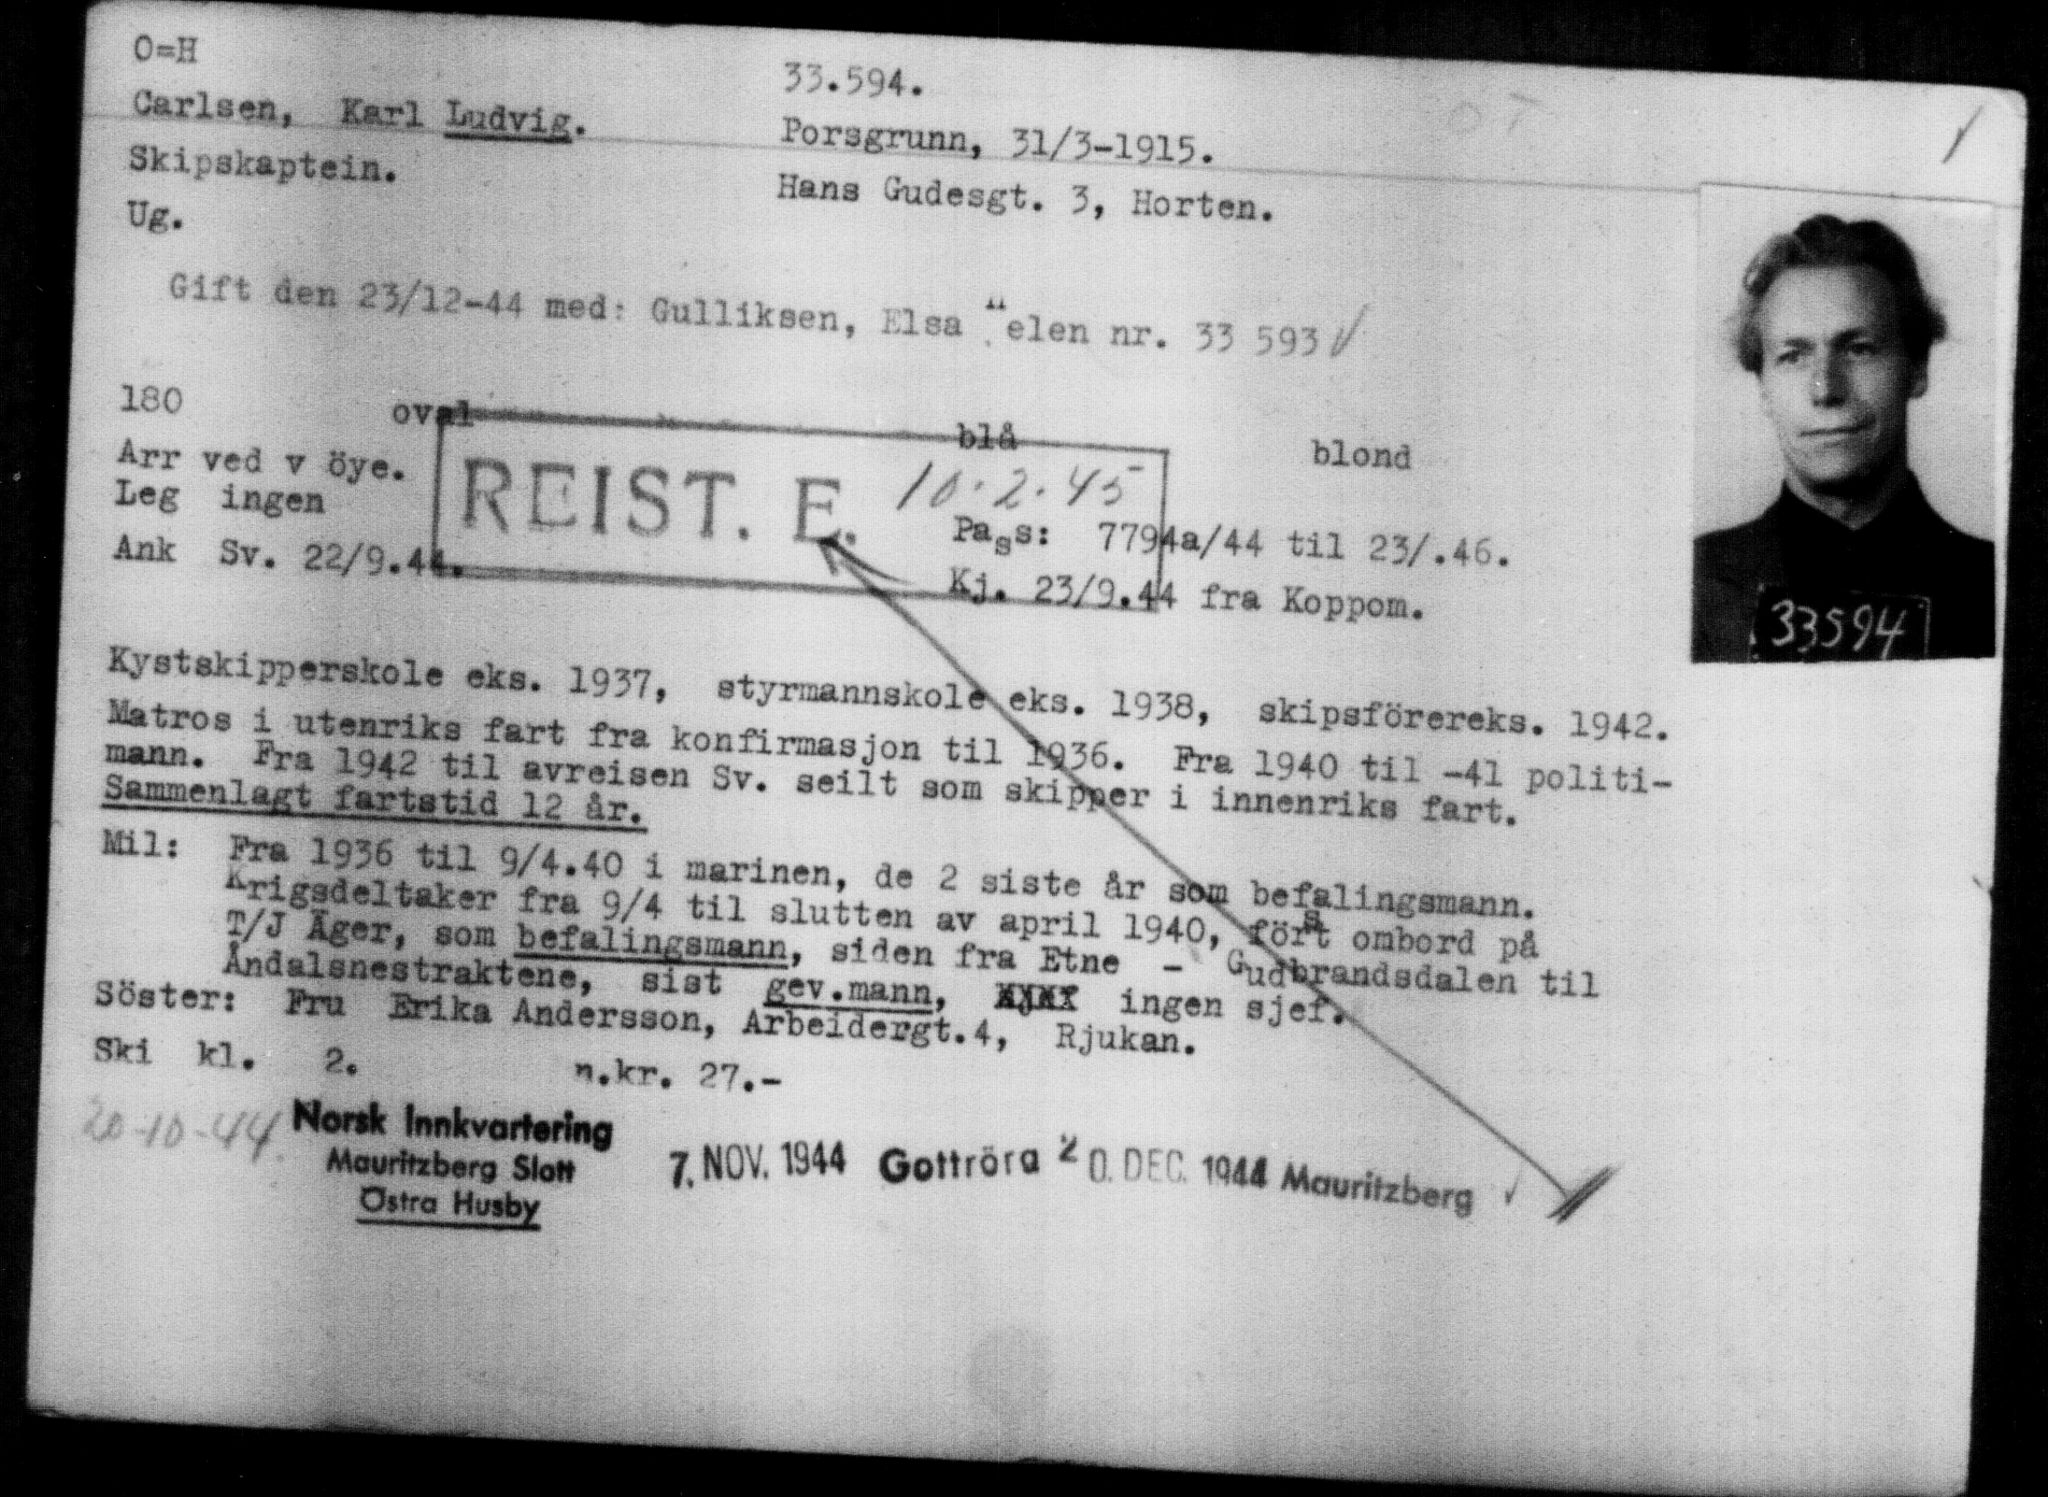 O=H
33.594.
Carlsen, Karl Ludvig.
Porsgrunn, 31/3-1915.
Skipskaptein.
Hans Gudesgt. 3, Horten.
Ug.
Gift den 23/12-44 med: Gulliksen, Elsa "elen nr. 33 593
180 oval blå blond
Arr ved v öye.
REIST. E. 10.2.45
Leg ingen
Pass: 7794a/44 til 23/.46.
Ank Sv. 22/9.44.
Kj. 23/9.44 fra Koppom.
33594
Kystskipperskole eks. 1937, styrmannskole eks. 1938, skipsförereks. 1942.
Matros i utenriks fart fra konfirmasjon til 1936. Fra 1940 til -41 politi-
mann. Fra 1942 til avreisen Sv. seilt som skipper i innenriks fart.
Sammenlagt fartstid 12 år.
Mil: Fra 1936 til 9/4.40 i marinen, de 2 siste år som befalingsmann.
Krigsdeltaker fra 9/4 til slutten av april 1940, först ombord på
T/J Äger, som befalingsmann, siden fra Etne - Gudbrandsdalen til
Åndalsnestraktene, sist gev.mann, ingen sjef.
Söster: Fru Erika Andersson, Arbeidergt.4, Rjukan.
Ski kl. 2. n.kr. 27.-
20-10-44. Norsk Innkvartering
Mauritzberg Slott
Östra Husby
7. NOV. 1944 Gottröra 20. DEC. 1944 Mauritzberg